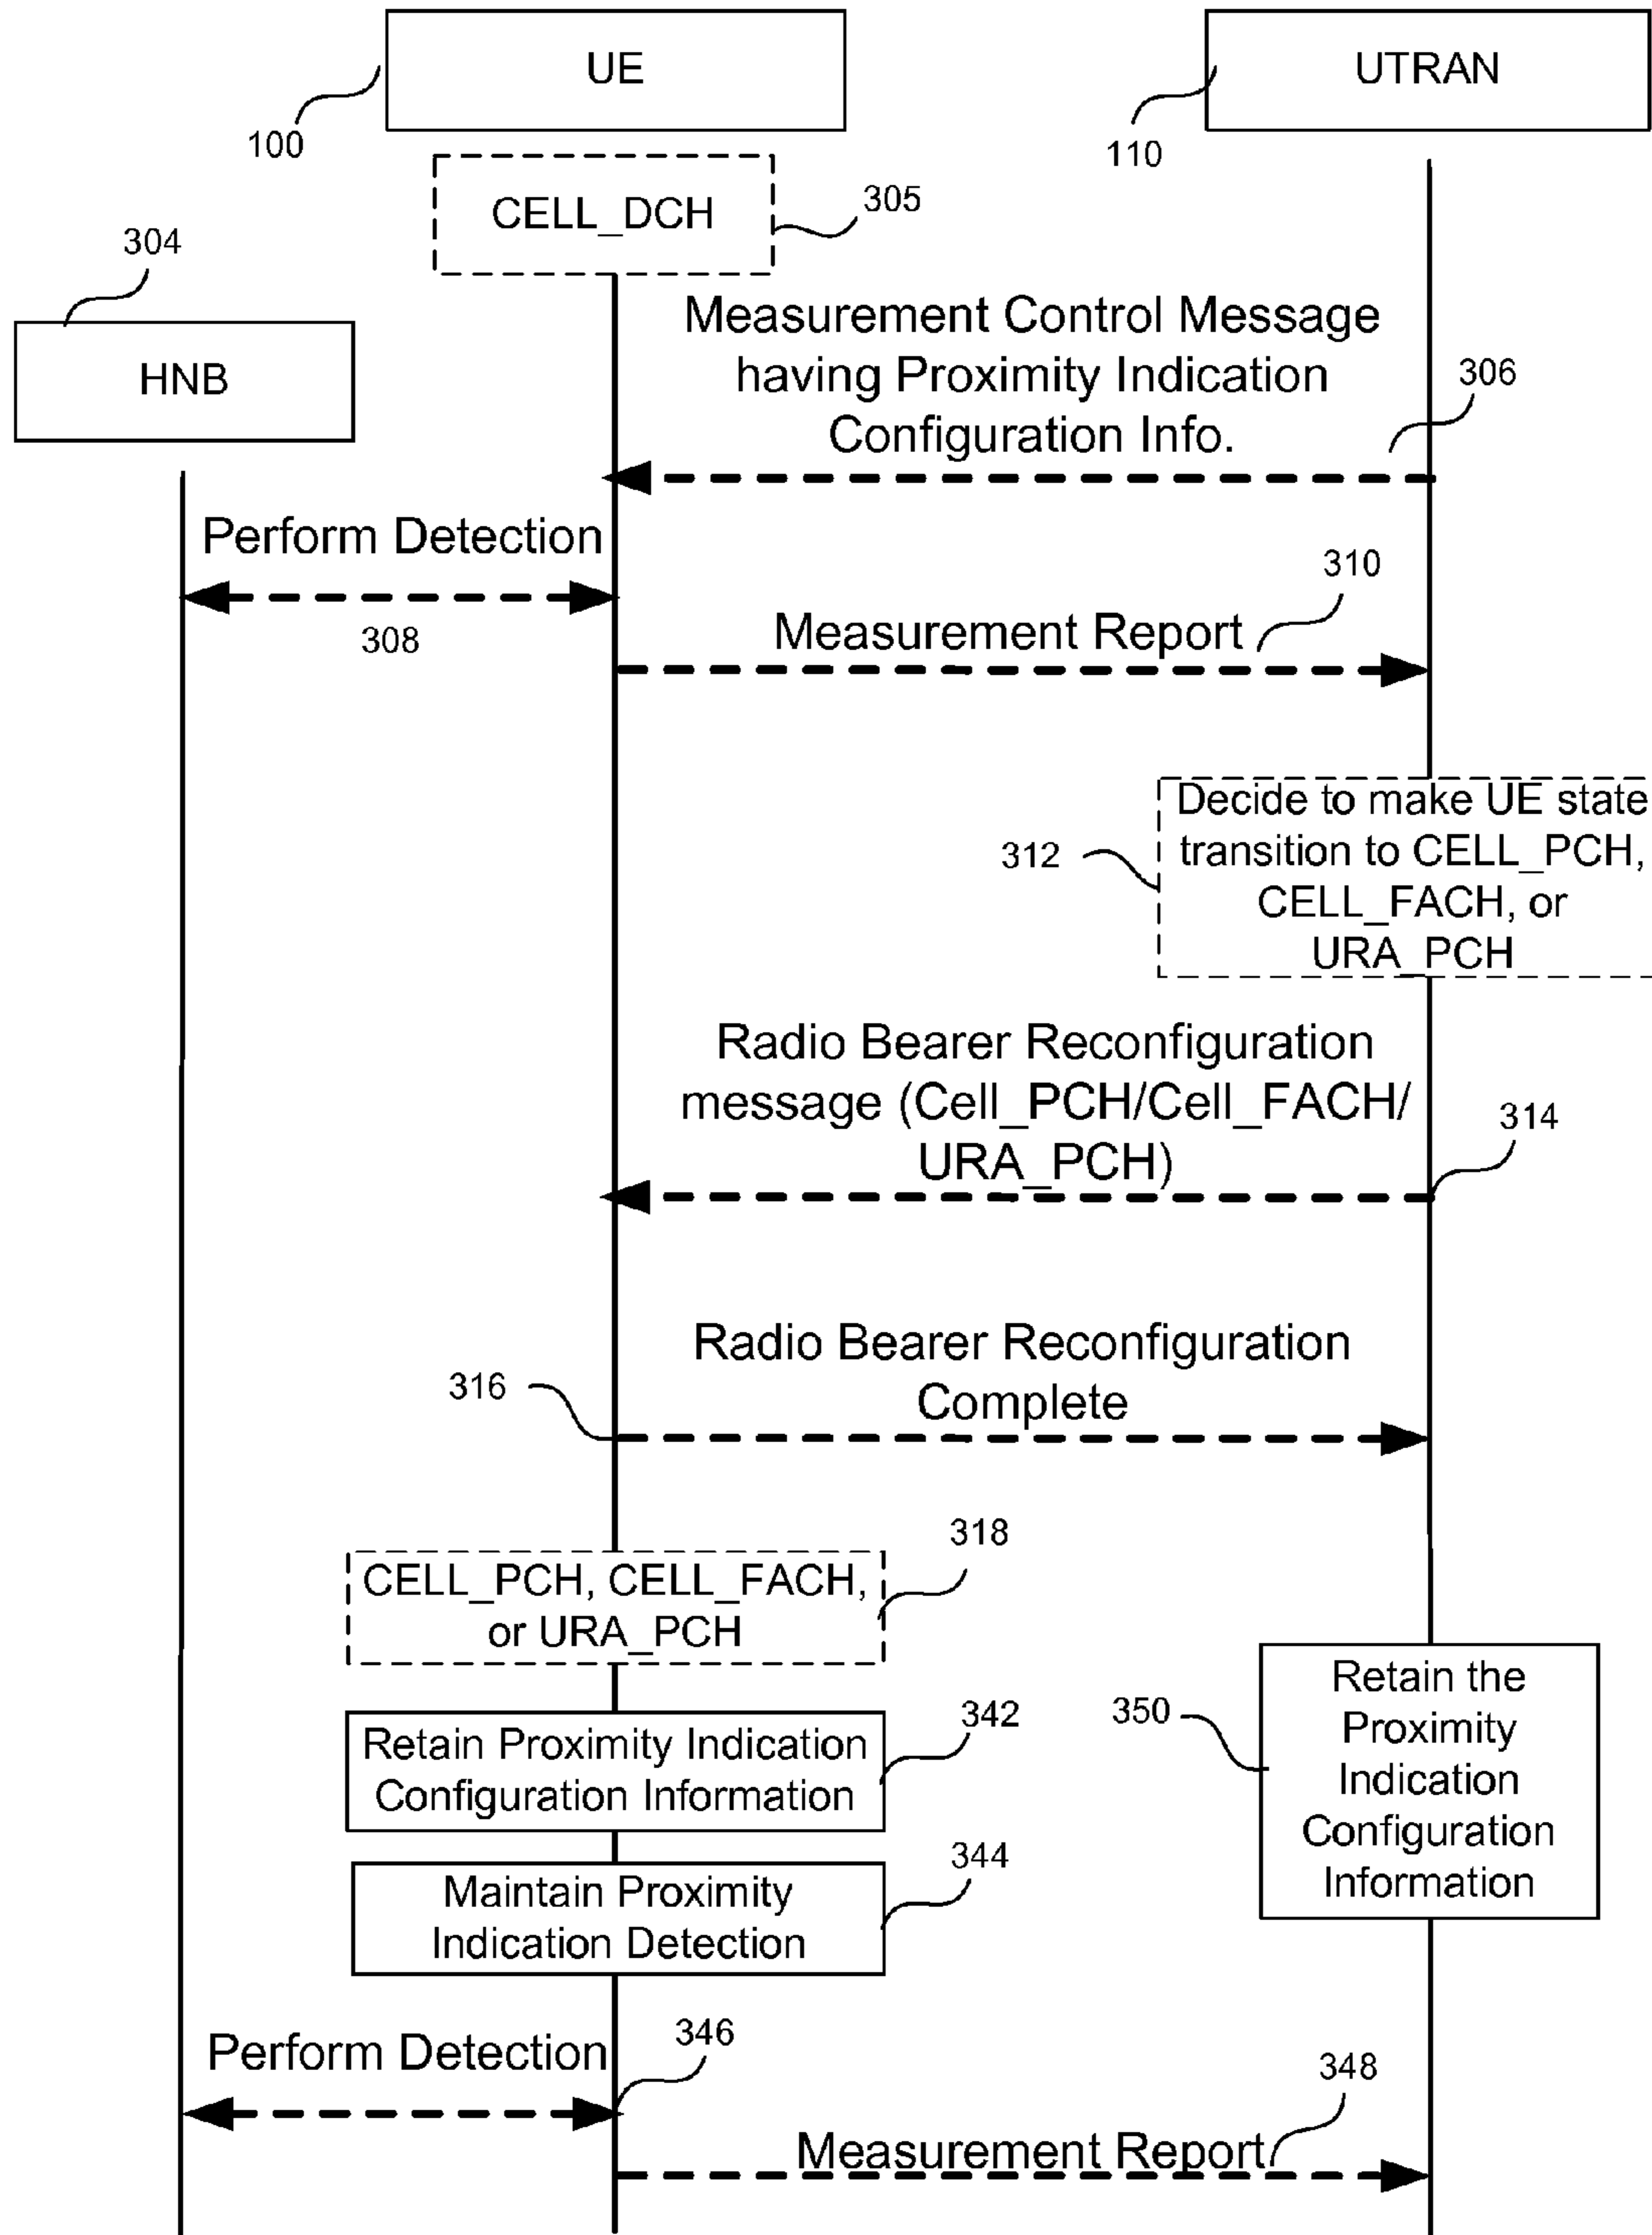 UE
UTRAN
100
110
CELL_DCH
305
304
HNB
Measurement Control Message
having Proximity Indication
Configuration Info.
306
Perform Detection
308
310
Measurement Report
312
Decide to make UE state
transition to CELL_PCH,
CELL_FACH, or
URA_PCH
Radio Bearer Reconfiguration
message (Cell_PCH/Cell_FACH/
URA_PCH)
314
Radio Bearer Reconfiguration
Complete
316
318
CELL_PCH, CELL_FACH,
or URA_PCH
342
Retain Proximity Indication
Configuration Information
350
Retain the
Proximity
Indication
Configuration
Information
344
Maintain Proximity
Indication Detection
346
Perform Detection
348
Measurement Report